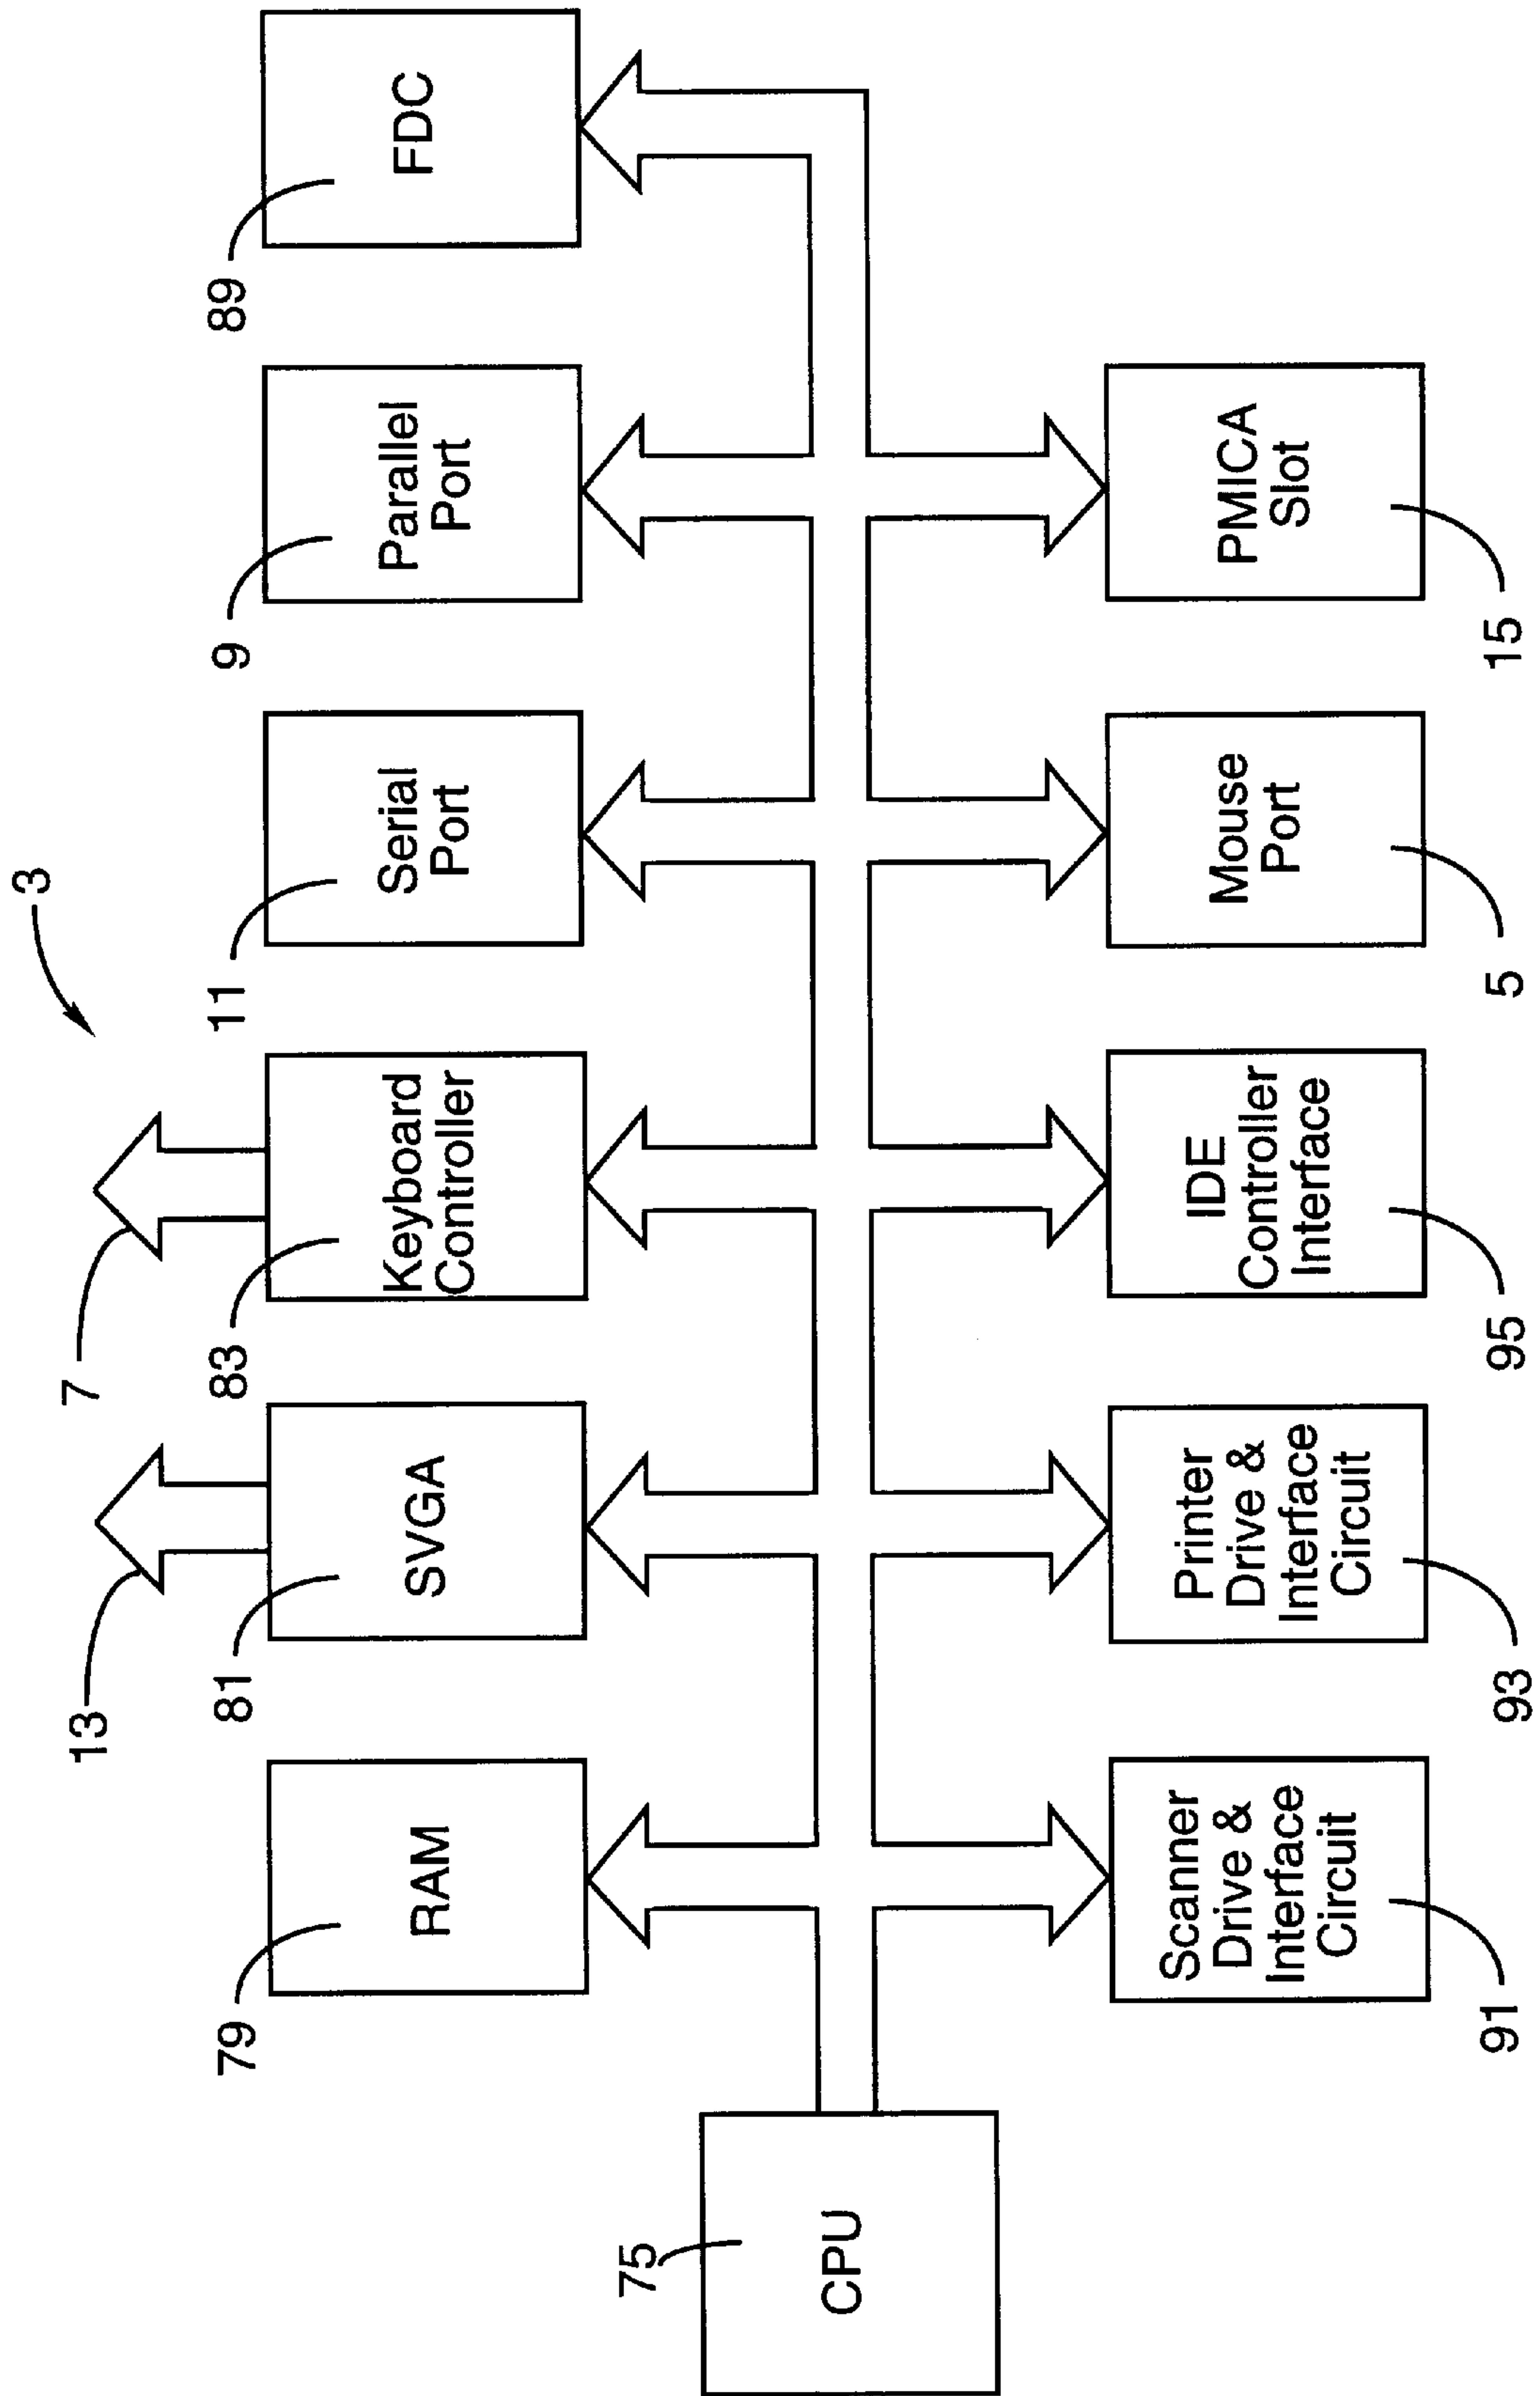 3
13
7
RAM
79
SVGA
81
Keyboard
Controller
83
Serial
Port
11
Parallel
Port
9
FDC
89
CPU
75
Scanner
Drive &
Interface
Circuit
91
Printer
Drive &
Interface
Circuit
93
IDE
Controller
Interface
95
Mouse
Port
5
PMICA
Slot
15